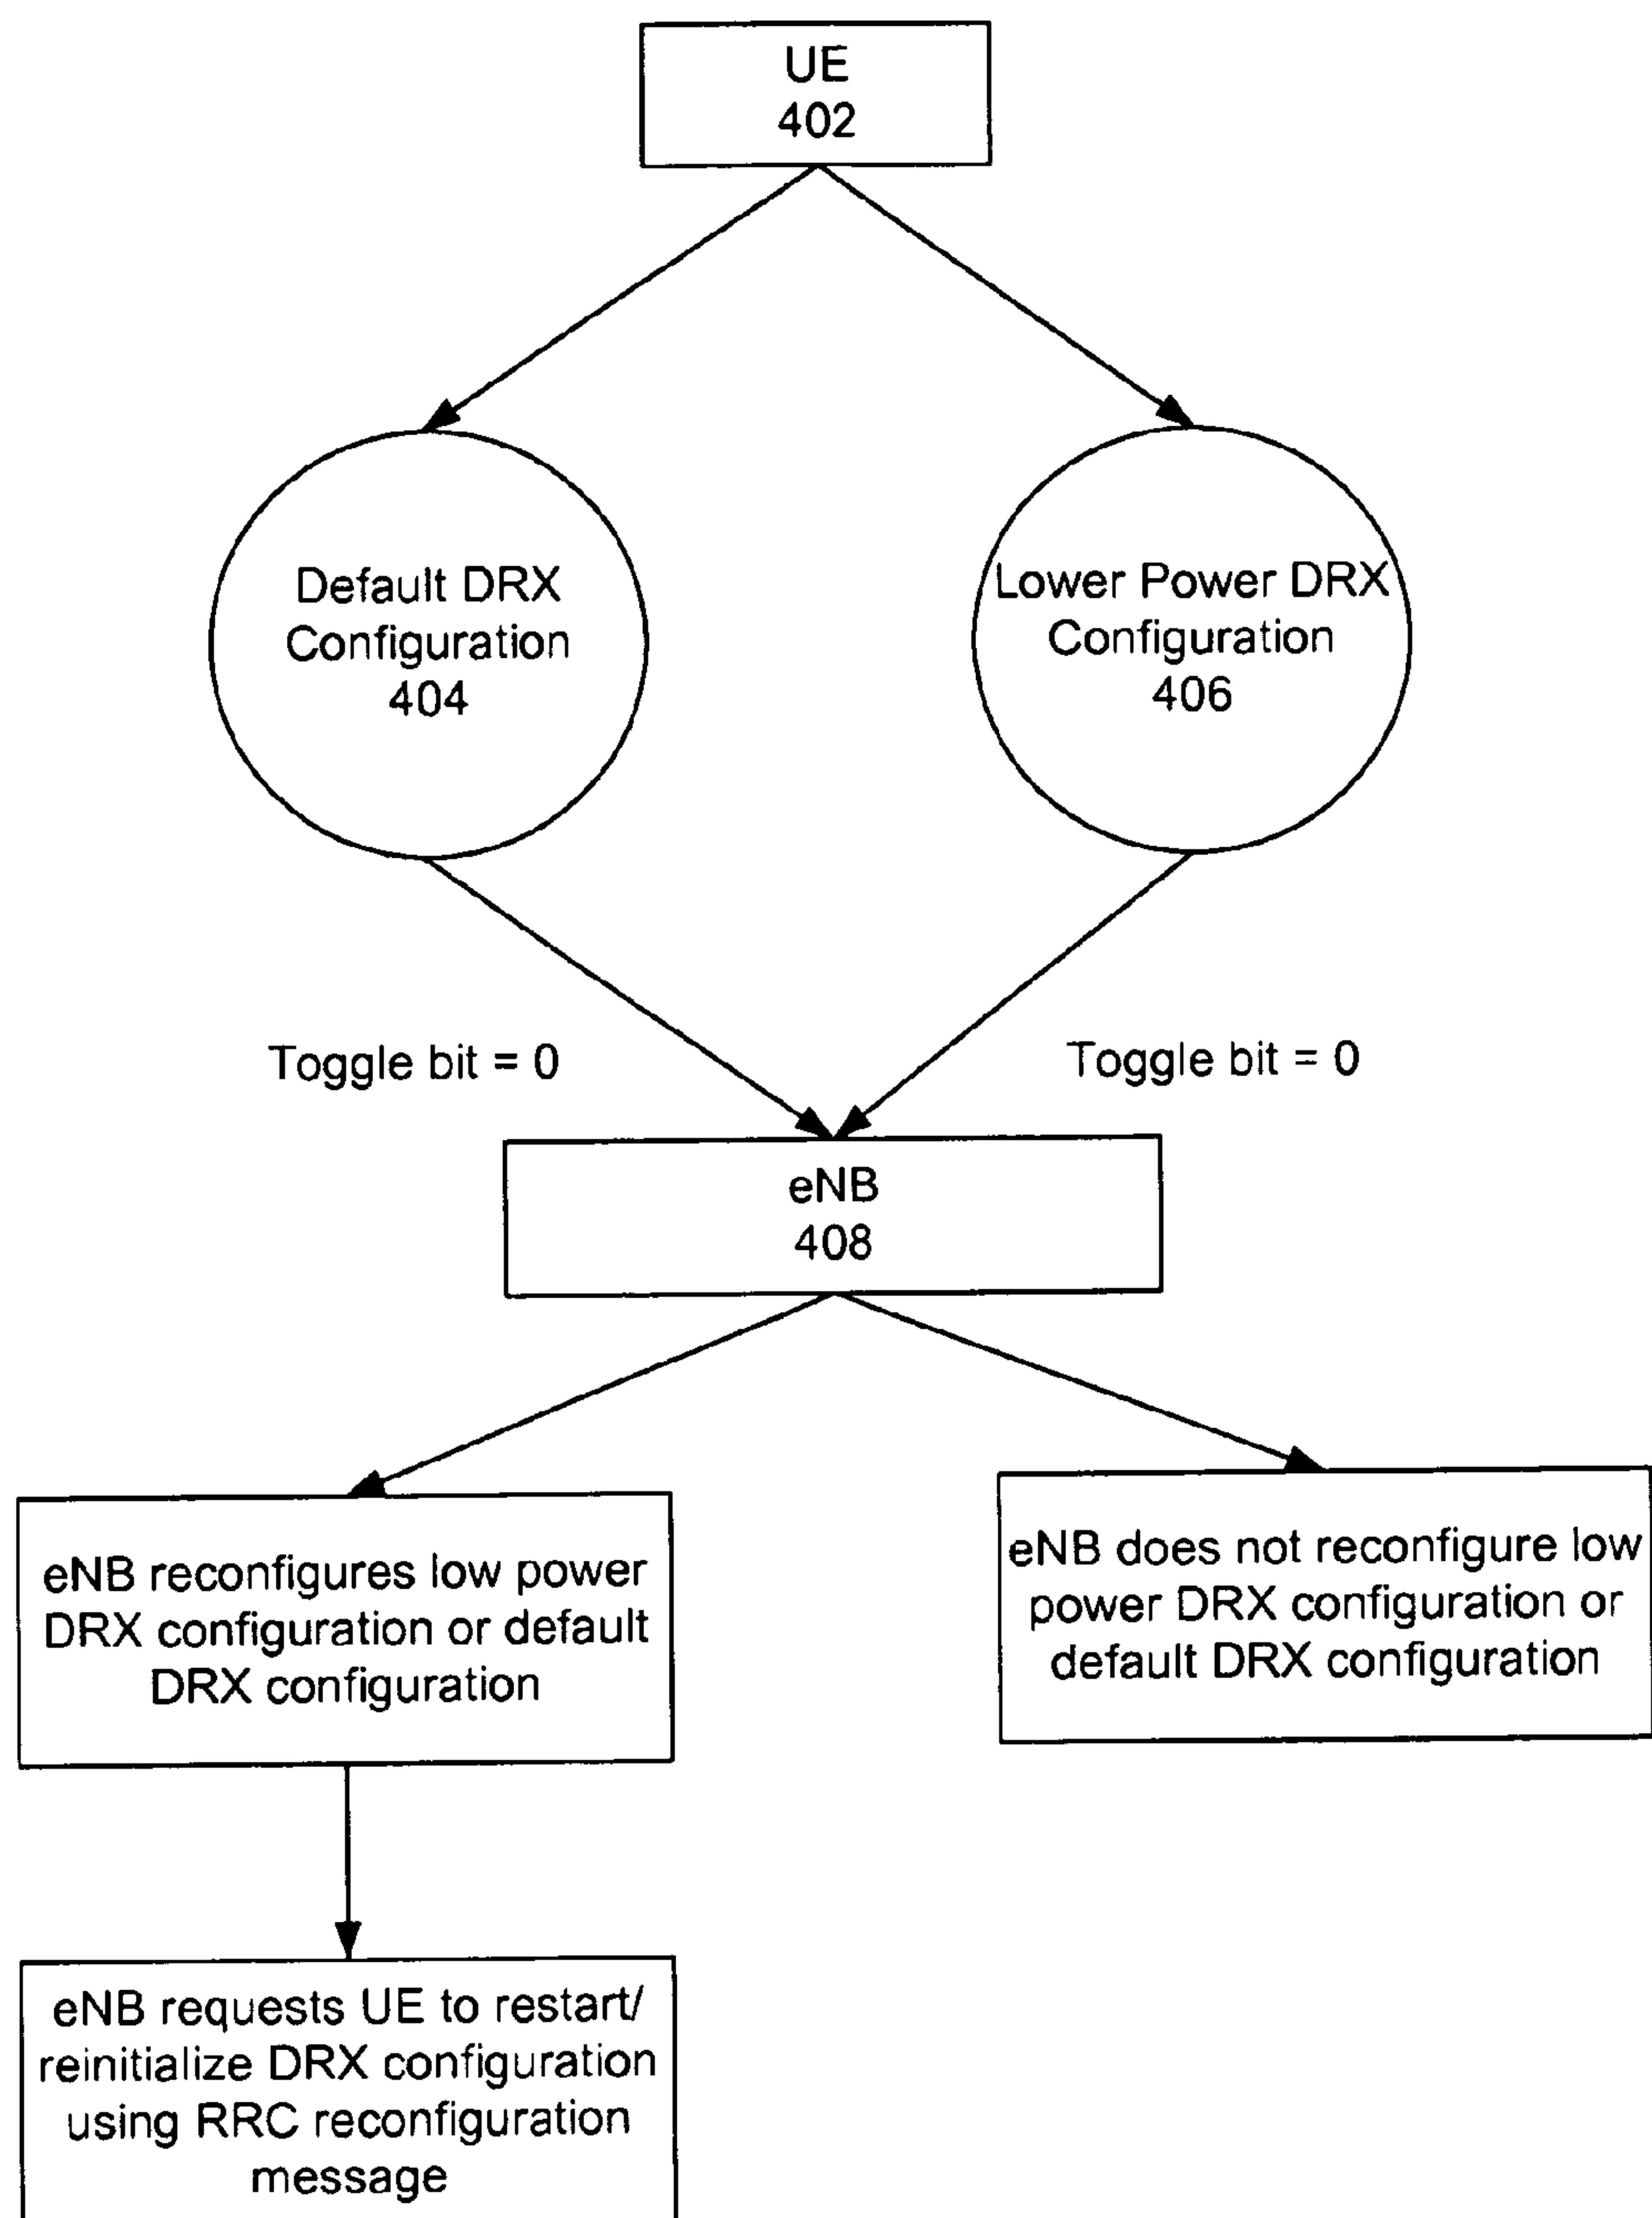 UE
402
Default DRX
Configuration
404
Lower Power DRX
Configuration
406
Toggle bit = 0
Toggle bit = 0
eNB
408
eNB reconfigures low power
DRX configuration or default
DRX configuration
eNB does not reconfigure low
power DRX configuration or
default DRX configuration
eNB requests UE to restart/
reinitialize DRX configuration
using RRC reconfiguration
message